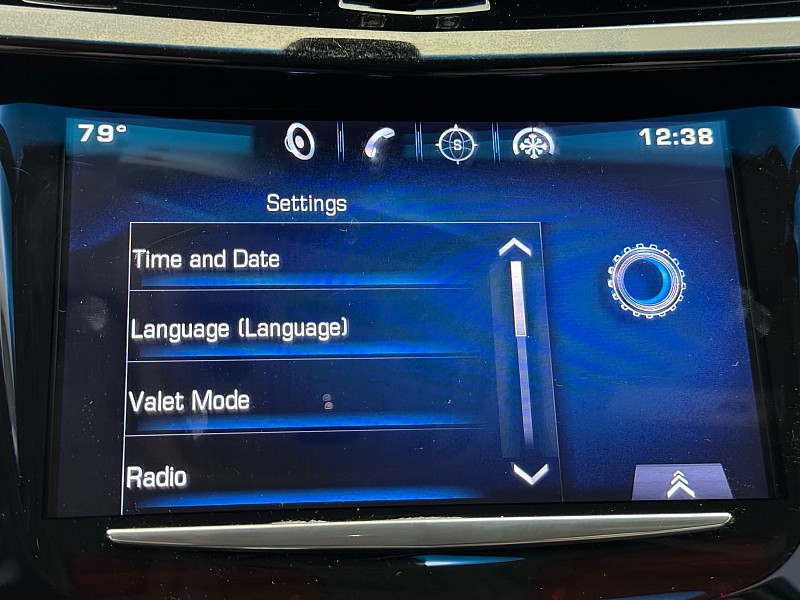 79°
S
12:38
Settings
Time and Date
Language (Language)
Valet Mode
Radio